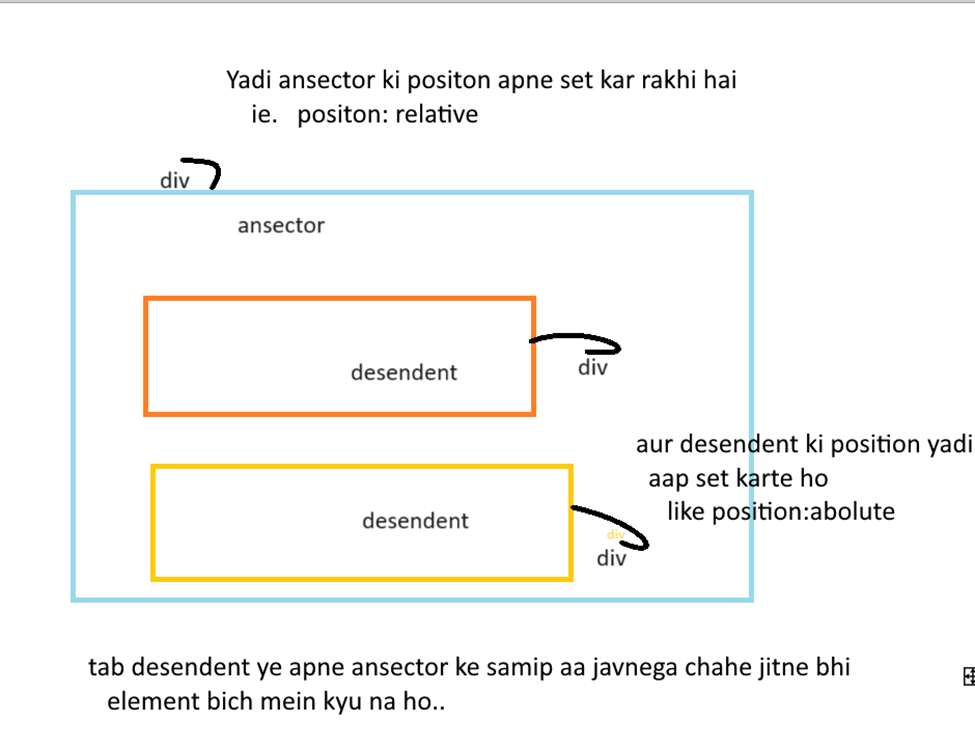 Yadi ansector ki positon apne set kar rakhi hai
ie. positon: relative
div
ansector
desendent
div
aur desendent ki position yadi
aap set karte ho
like position:abolute
desendent
div
div
tab desendent ye apne ansector ke samip aa javnega chahe jitne bhi
element bich mein kyu na ho..